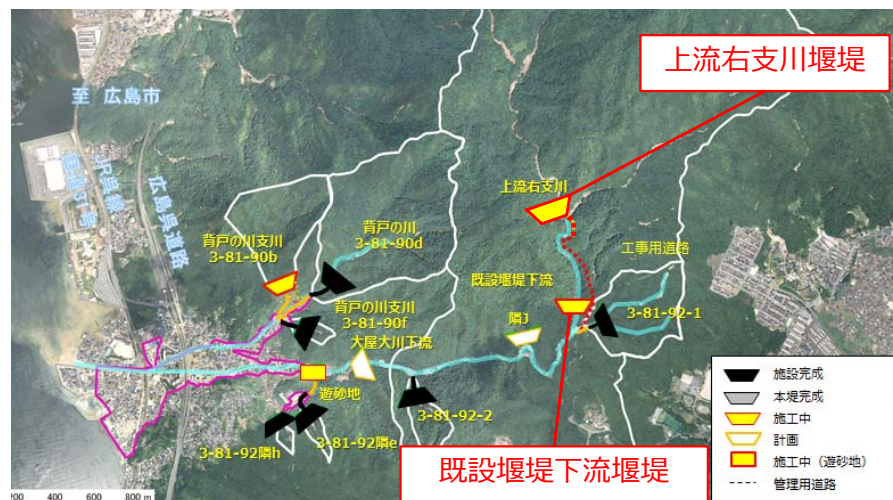 上流右支川堰堤
至 広島市
JR呉線
国道31号
広島呉道路
上流右支川
背戸の川
3-81-90d
背戸の川支川
3-81-90b
工事用道路
既設堰堤下流
3-81-92-1
背戸の川支川
3-81-90f
隣J
大屋大川下流
遊砂地
3-81-92-2
3-81-92隣h
3-81-92隣e
既設堰堤下流堰堤
施設完成
本堤完成
施工中
計画
施工中（遊砂地）
管理用道路
200 400 600 800 m